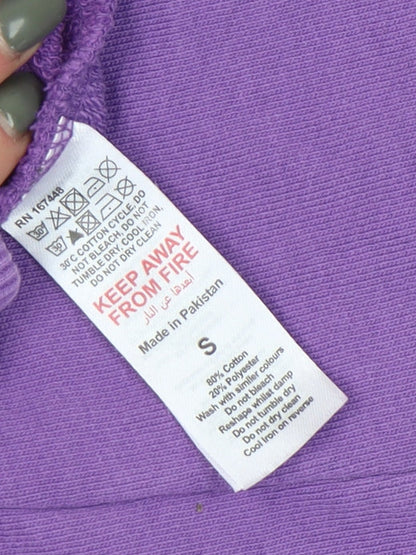 RN 167448
30°C COTTON CYCLE, DO
NOT BLEACH, DO NOT
TUMBLE DRY, COOL IRON,
DO NOT DRY CLEAN
KEEP AWAY
FROM FIRE
ابعدها عن النار
Made in Pakistan
S
80% Cotton
20% Polyester
Wash with similer colours
Do not bleach
Reshape whilst damp
Do not tumble dry
Do not dry clean
Cool iron on reverse